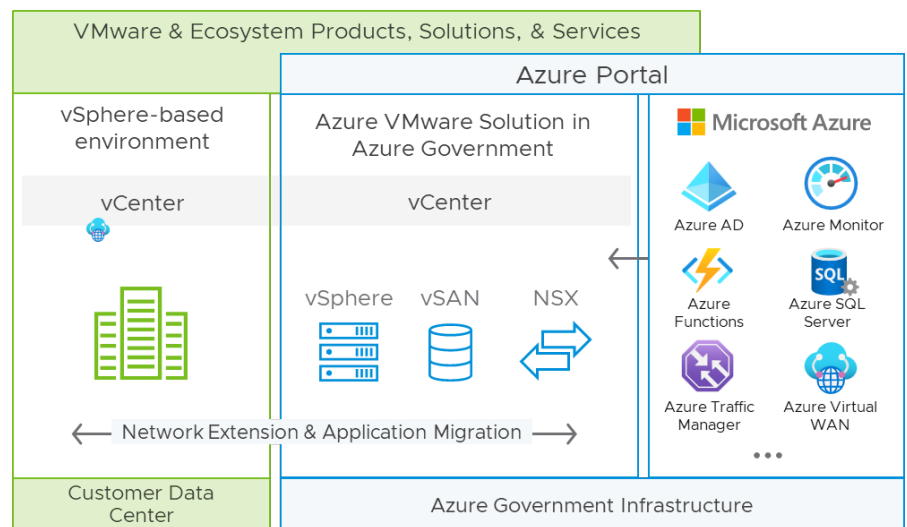 VMware & Ecosystem Products, Solutions, & Services
Azure Portal
vSphere-based
environment
vCenter
Azure VMware Solution in
Azure Government
vCenter
vSphere
vSAN
NSX
Network Extension & Application Migration
Microsoft Azure
Azure AD
Azure Monitor
Azure
Functions
SQL
Azure SQL
Server
Azure Traffic
Manager
Azure Virtual
WAN
Customer Data
Center
Azure Government Infrastructure